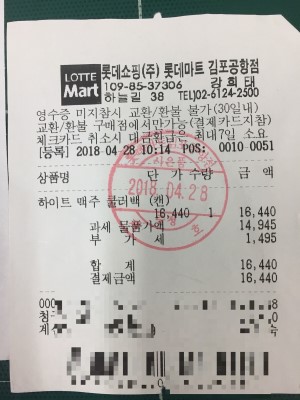 LOTTE Mart
롯데쇼핑(주) 롯데마트 김포공항점
109-85-37306 강희태
하늘길 38 TEL)02-6124-2500
영수증 미지참시 교환/환불 불가(30일내)
교환/환불 구매점에서만가능(결제카드지참)
체크카드 취소시 대금환급은 최대7일 소요
[등록] 2018 04 28 10:14 POS: 0010-0051
상품명 단 가 수량 금 액
하이트 맥주 쿨러백 (캔)
16,440 1 16,440
과세 물품가액 14,945
부 가 세 1,495
합 계 16,440
결제금액 16,440
2018.04.28
000
8